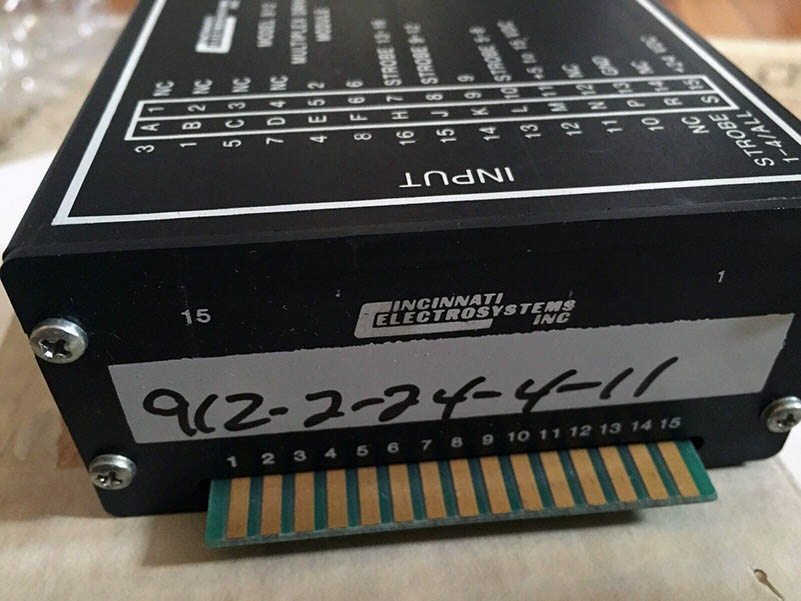 MODEL 912
MULTIPLEX
MODULE
3 A 1 NC
1 B 2 NC
5 C 3 NC
7 D 4 NC
4 E 5 2
8 F 6 6
16 H 7 STROBE 13-16
15 J 8 STROBE 9-12
14 K 9 9
13 L 10 STROBE 5-8
12 M 11 +5 to 15 VDC
11 N 12 NC
10 P 13 GND
NC R 14 NC
STROBE 1-4/ALL S 15 +24 VDC
INPUT
15 1
CINCINNATI
ELECTROSYSTEMS
INC
912-2-24-4-11
1 2 3 4 5 6 7 8 9 10 11 12 13 14 15